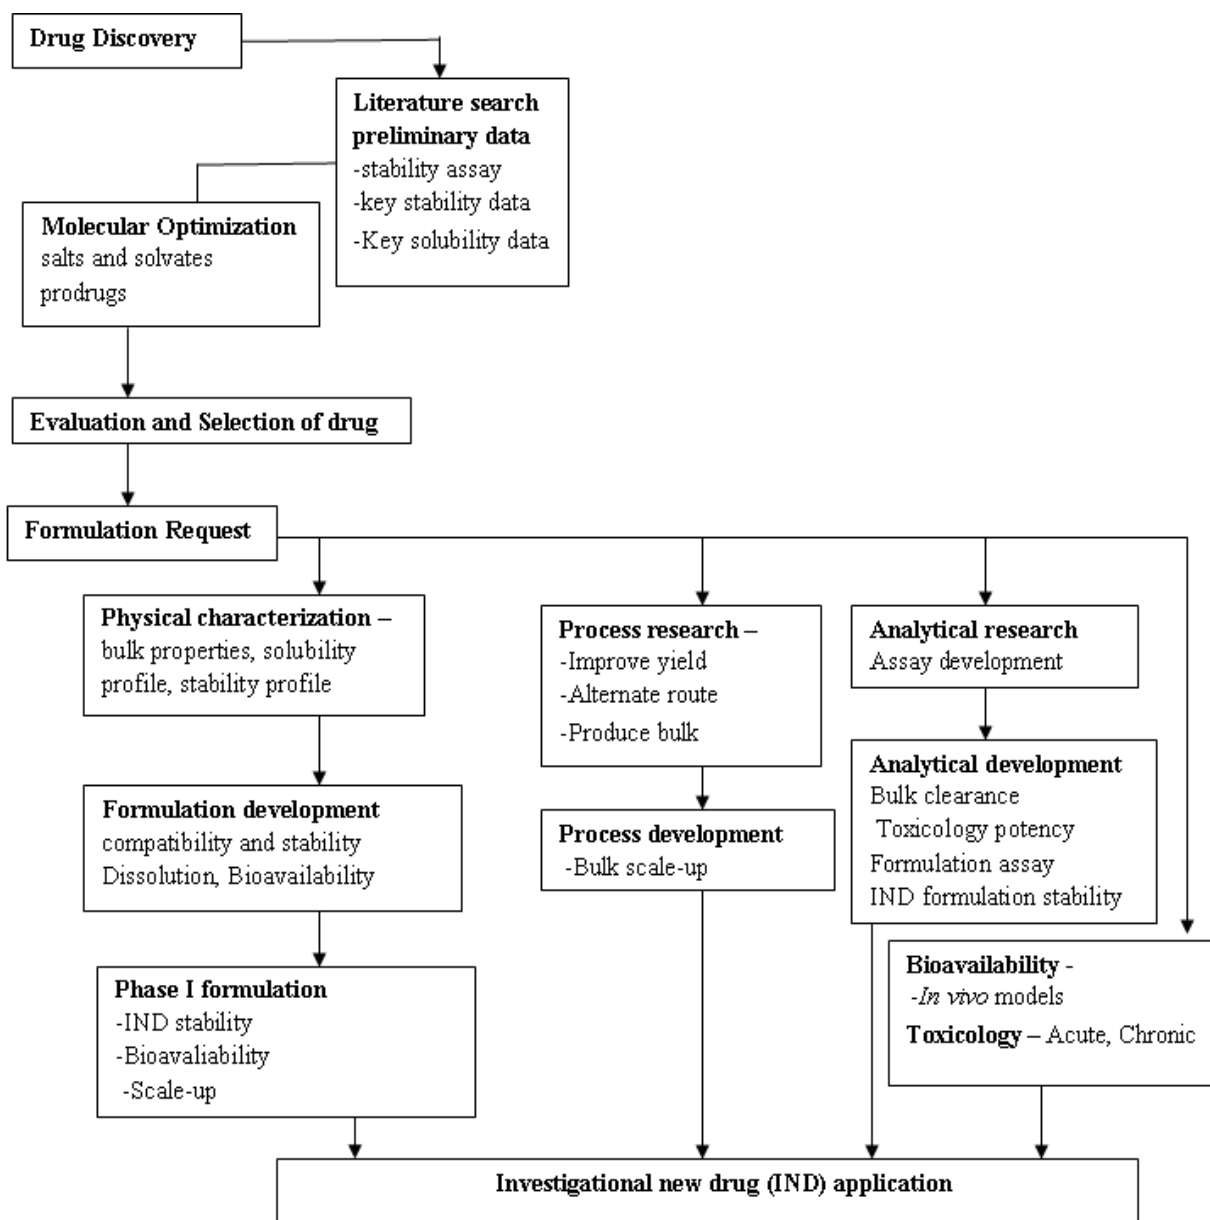 Drug Discovery
Literature search
preliminary data
-stability assay
-key stability data
-Key solubility data
Molecular Optimization
salts and solvates
prodrugs
Evaluation and Selection of drug
Formulation Request
Physical characterization –
bulk properties, solubility
profile, stability profile
Process research –
-Improve yield
-Alternate route
-Produce bulk
Analytical research
Assay development
Formulation development
compatibility and stability
Dissolution, Bioavailability
Process development
-Bulk scale-up
Analytical development
Bulk clearance
Toxicology potency
Formulation assay
IND formulation stability
Phase I formulation
-IND stability
-Bioavaliability
-Scale-up
Bioavailability -
-In vivo models
Toxicology – Acute, Chronic
Investigational new drug (IND) application